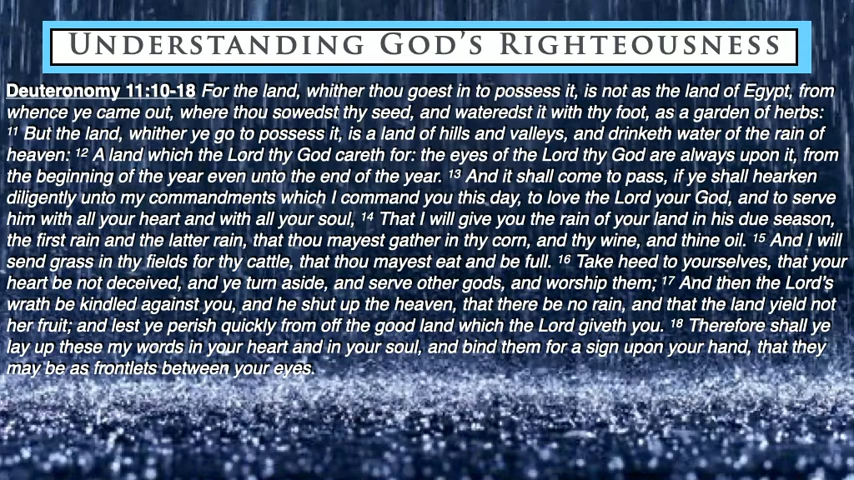 Understanding God's Righteousness
Deuteronomy 11:10-18 For the land, whither thou goest in to possess it, is not as the land of Egypt, from
whence ye came out, where thou sowedst thy seed, and wateredst it with thy foot, as a garden of herbs:
11 But the land, whither ye go to possess it, is a land of hills and valleys, and drinketh water of the rain of
heaven: 12 A land which the Lord thy God careth for: the eyes of the Lord thy God are always upon it, from
the beginning of the year even unto the end of the year. 13 And it shall come to pass, if ye shall hearken
diligently unto my commandments which I command you this day, to love the Lord your God, and to serve
him with all your heart and with all your soul, 14 That I will give you the rain of your land in his due season,
the first rain and the latter rain, that thou mayest gather in thy corn, and thy wine, and thine oil. 15 And I will
send grass in thy fields for thy cattle, that thou mayest eat and be full. 16 Take heed to yourselves, that your
heart be not deceived, and ye turn aside, and serve other gods, and worship them; 17 And then the Lord's
wrath be kindled against you, and he shut up the heaven, that there be no rain, and that the land yield not
her fruit; and lest ye perish quickly from off the good land which the Lord giveth you. 18 Therefore shall ye
lay up these my words in your heart and in your soul, and bind them for a sign upon your hand, that they
may be as frontlets between your eyes.